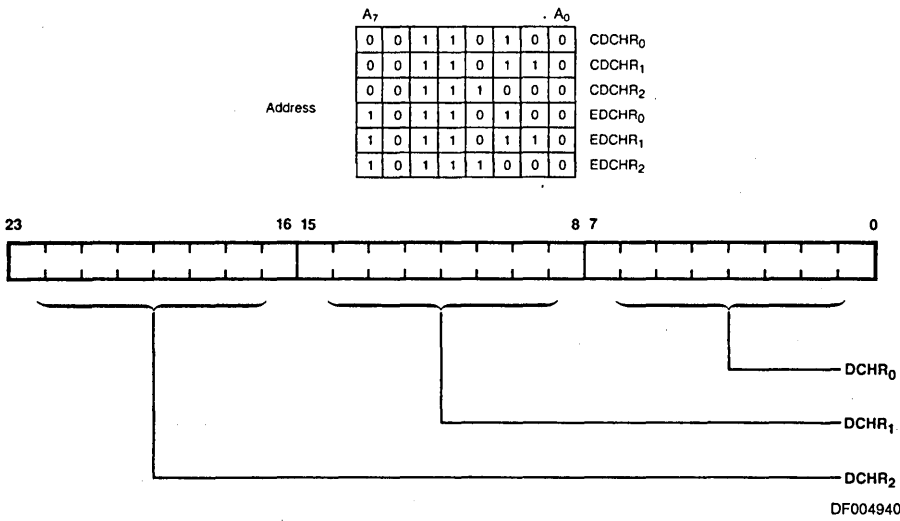 A7 A0
0 0 1 1 0 1 0 0 CDCHR0
0 0 1 1 0 1 1 0 CDCHR1
0 0 1 1 1 0 0 0 CDCHR2
Address
1 0 1 1 0 1 0 0 EDCHR0
1 0 1 1 0 1 1 0 EDCHR1
1 0 1 1 1 0 0 0 EDCHR2
23 16 15 8 7 0
DCHR0
DCHR1
DCHR2
DF004940